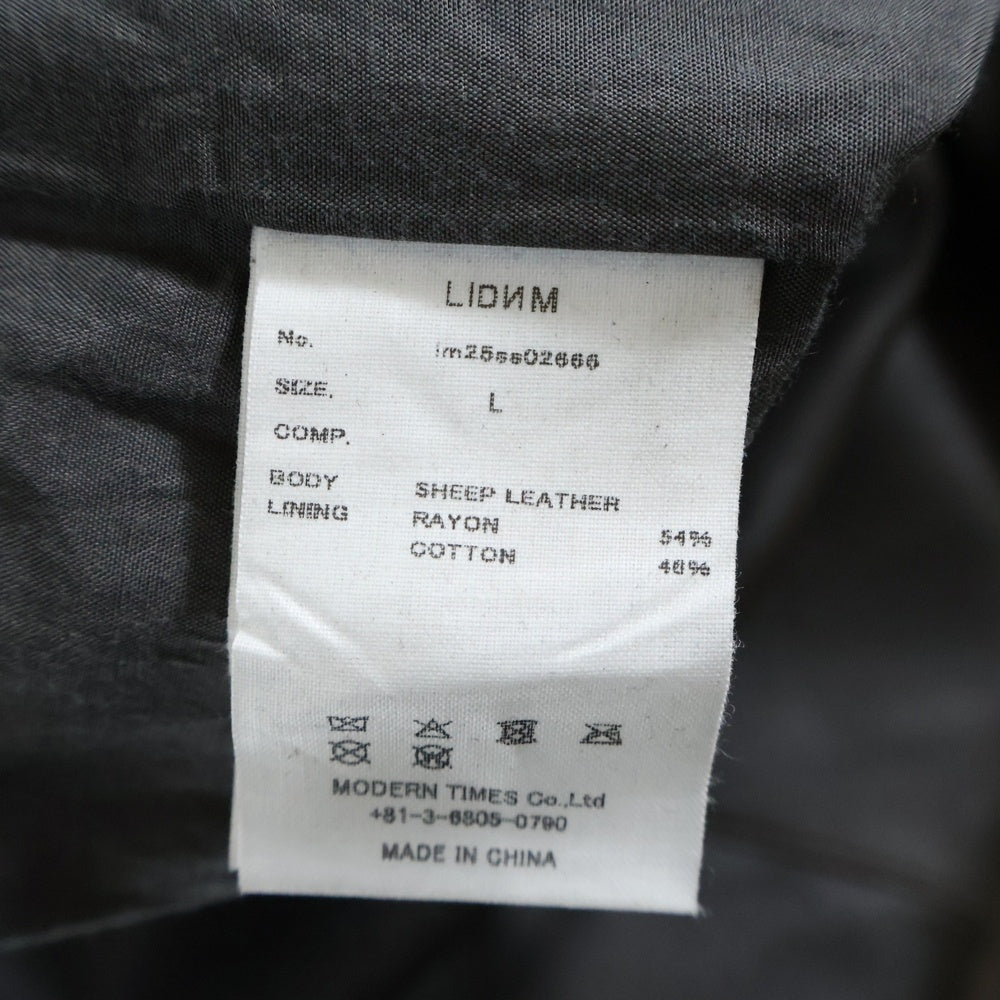 LIDИM
No. lm25ss02666
SIZE. L
COMP.
BODY SHEEP LEATHER
LINING RAYON 54%
COTTON 46%
MODERN TIMES Co.,Ltd
+81-3-6805-0790
MADE IN CHINA